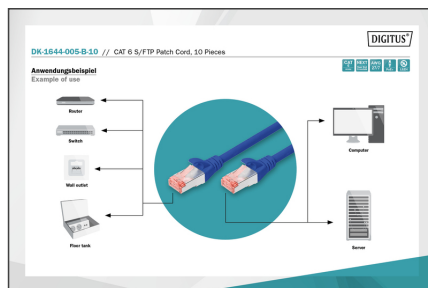 DIGITUS®
DK-1644-005-B-10 // CAT 6 S/FTP Patch Cord, 10 Pieces
Anwendungsbeispiel
Example of use
Router
Switch
Wall outlet
Floor tank
Computer
Server